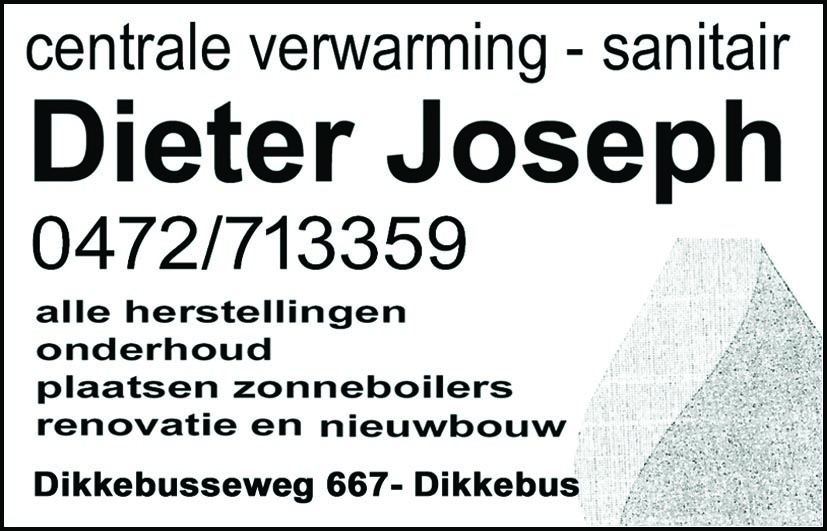 centrale verwarming - sanitair
Dieter Joseph
0472/713359
alle herstellingen
onderhoud
plaatsen zonneboilers
renovatie en nieuwbouw
Dikkebusseweg 667- Dikkebus